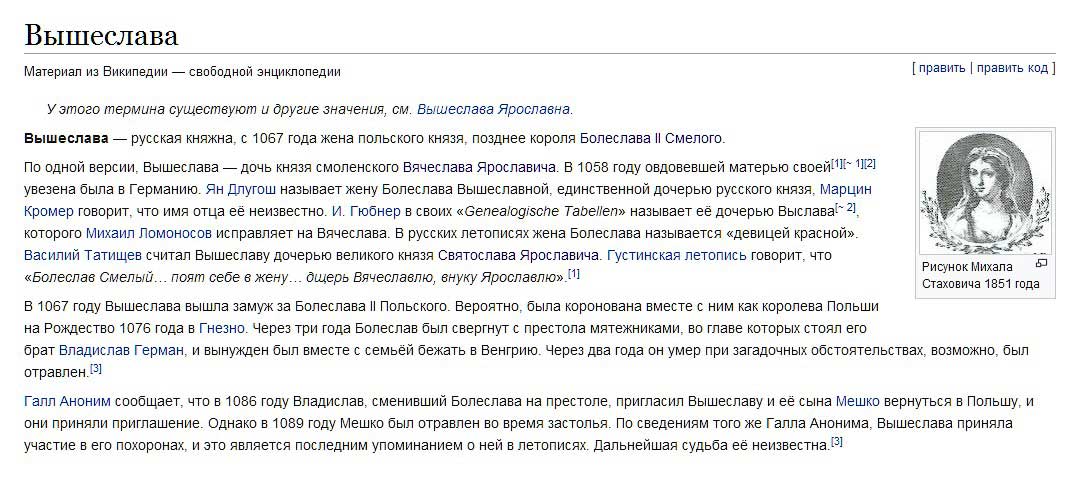 Вышеслава
Материал из Википедии — свободной энциклопедии
[ править | править код ]
У этого термина существуют и другие значения, см. Вышеслава Ярославна.
Вышеслава — русская княжна, с 1067 года жена польского князя, позднее короля Болеслава II Смелого.
По одной версии, Вышеслава — дочь князя смоленского Вячеслава Ярославича. В 1058 году овдовевшей матерью своей[1][~ 1][2]
увезена была в Германию. Ян Длугош называет жену Болеслава Вышеславной, единственной дочерью русского князя, Марцин
Кромер говорит, что имя отца её неизвестно. И. Гюбнер в своих «Genealogische Tabellen» называет её дочерью Выслава[~ 2],
которого Михаил Ломоносов исправляет на Вячеслава. В русских летописях жена Болеслава называется «девицей красной».
Василий Татищев считал Вышеславу дочерью великого князя Святослава Ярославича. Густинская летопись говорит, что
«Болеслав Смелый… поят себе в жену… дщерь Вячеславлю, внуку Ярославлю».[1]
Рисунок Михала
Стаховича 1851 года
В 1067 году Вышеслава вышла замуж за Болеслава II Польского. Вероятно, была коронована вместе с ним как королева Польши
на Рождество 1076 года в Гнезно. Через три года Болеслав был свергнут с престола мятежниками, во главе которых стоял его
брат Владислав Герман, и вынужден был вместе с семьёй бежать в Венгрию. Через два года он умер при загадочных обстоятельствах, возможно, был
отравлен.[3]
Галл Аноним сообщает, что в 1086 году Владислав, сменивший Болеслава на престоле, пригласил Вышеславу и её сына Мешко вернуться в Польшу, и
они приняли приглашение. Однако в 1089 году Мешко был отравлен во время застолья. По сведениям того же Галла Анонима, Вышеслава приняла
участие в его похоронах, и это является последним упоминанием о ней в летописях. Дальнейшая судьба её неизвестна.[3]